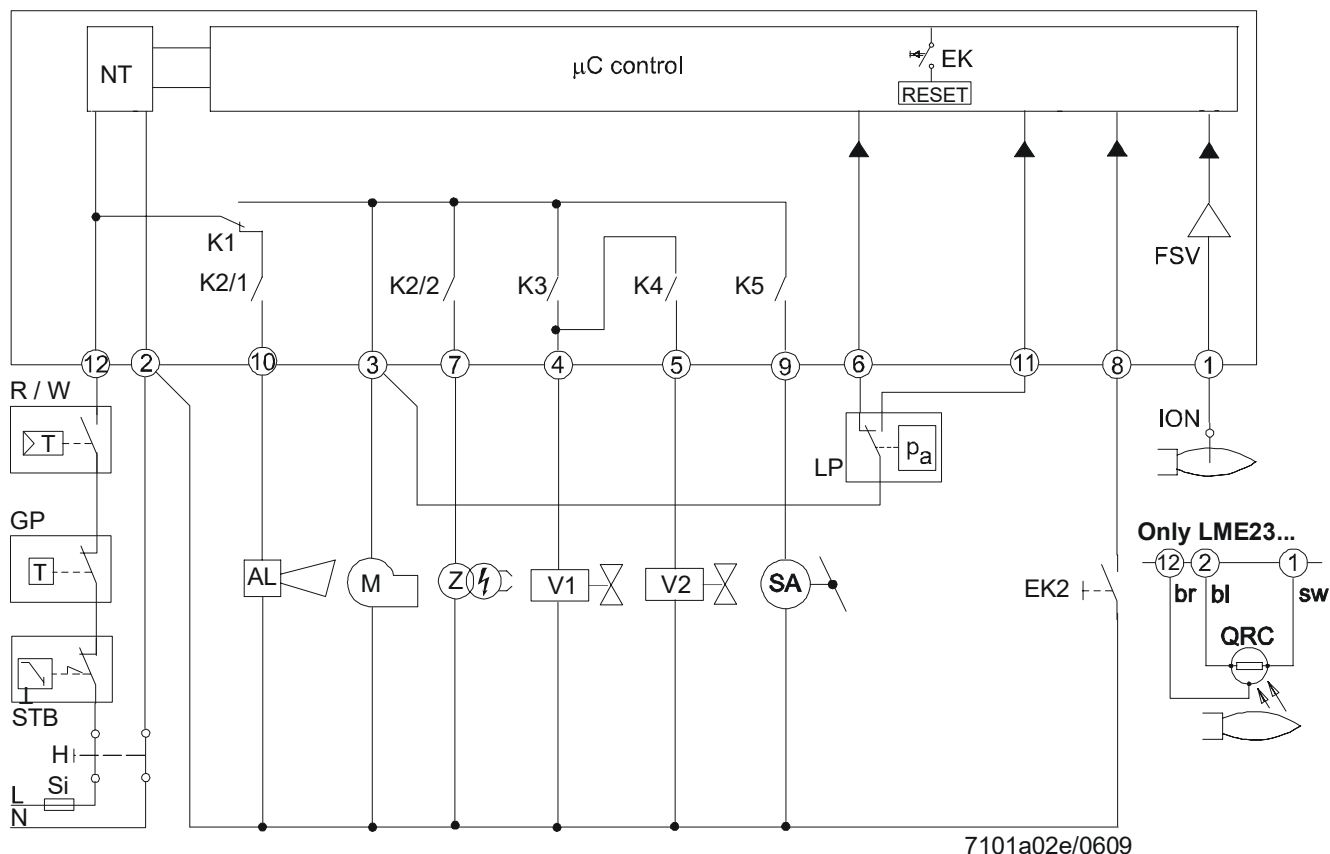 NT
µC control
EK
RESET
FSV
K1
K2/1
K2/2
K3
K4
K5
12
2
10
3
7
4
5
9
6
11
8
1
R / W
T
ION
LP
pa
GP
T
Only LME23...
12
2
1
br
bl
sw
AL
M
Z
V1
V2
SA
EK2
QRC
STB
H
Si
L
N
7101a02e/0609